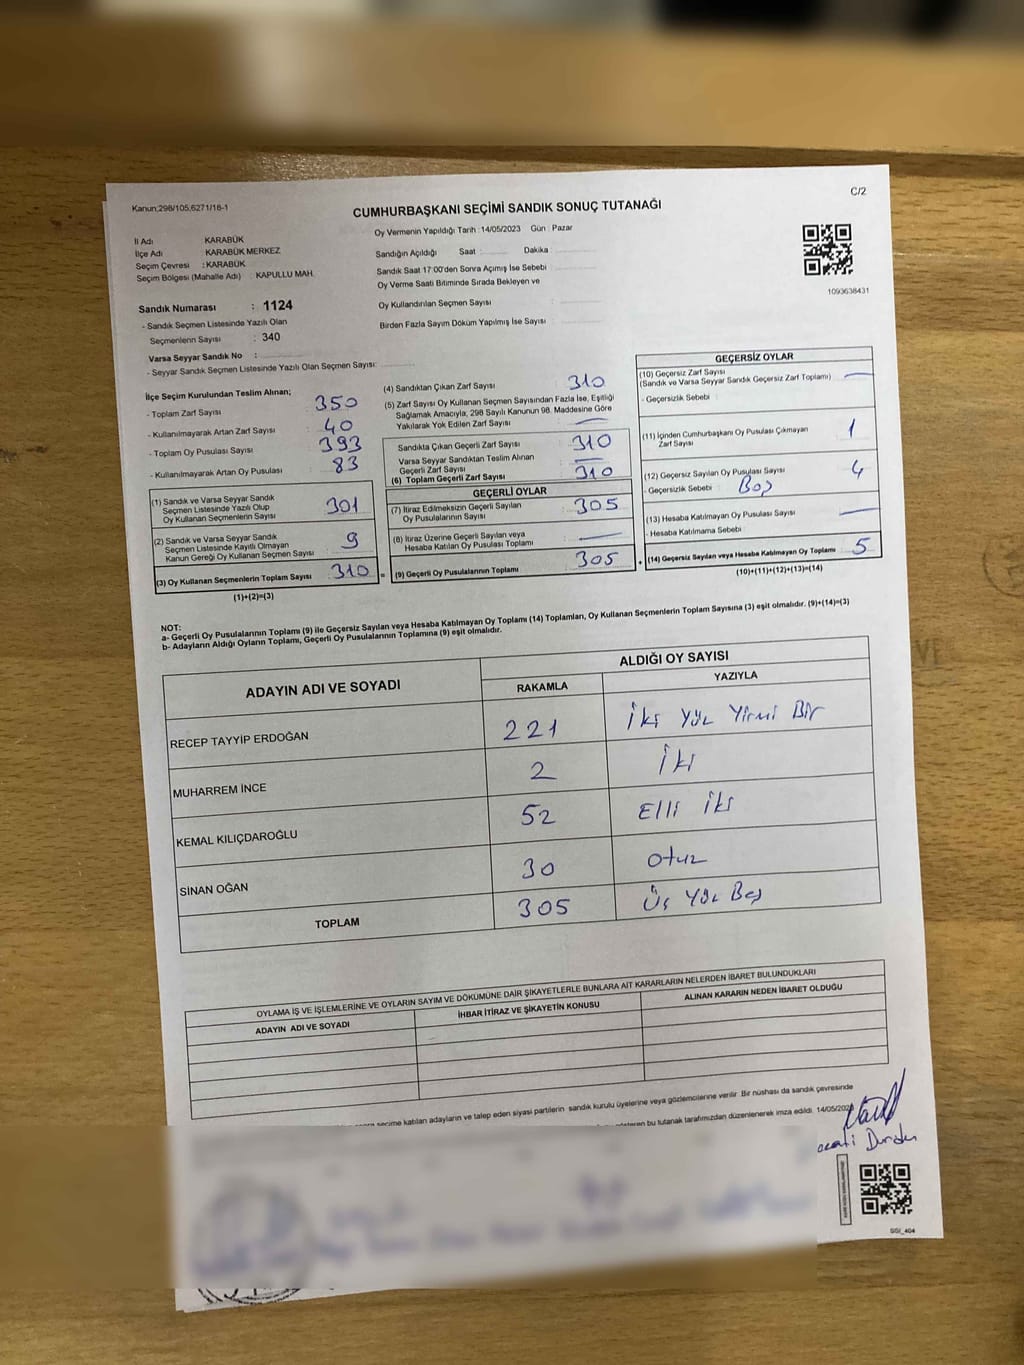 Kanun;298/105,6271/18-1
C/2
CUMHURBAŞKANI SEÇİMİ SANDIK SONUÇ TUTANAĞI
Oy Vermenin Yapıldığı Tarih :14/05/2023 Gün : Pazar
İl Adı : KARABÜK
İlçe Adı : KARABÜK MERKEZ
Seçim Çevresi : KARABÜK
Seçim Bölgesi (Mahalle Adı) : KAPULLU MAH.
Sandığın Açıldığı Saat : Dakika :
Sandık Saat 17:00'den Sonra Açımış İse Sebebi :
Oy Verme Saati Bitiminde Sırada Bekleyen ve
Oy Kullandırılan Seçmen Sayısı :
Birden Fazla Sayım Döküm Yapılmış İse Sayısı :
1093638431
Sandık Numarası : 1124
- Sandık Seçmen Listesinde Yazılı Olan
Seçmenlerin Sayısı : 340
Varsa Seyyar Sandık No :
- Seyyar Sandık Seçmen Listesinde Yazılı Olan Seçmen Sayısı:
İlçe Seçim Kurulundan Teslim Alınan;
- Toplam Zarf Sayısı : 350
- Kullanılmayarak Artan Zarf Sayısı : 40
- Toplam Oy Pusulası Sayısı : 393
- Kullanılmayarak Artan Oy Pusulası : 83
(1) Sandık ve Varsa Seyyar Sandık
Seçmen Listesinde Yazılı Olup
Oy Kullanan Seçmenlerin Sayısı : 301
(2) Sandık ve Varsa Seyyar Sandık
Seçmen Listesinde Kayıtlı Olmayan
Kanun Gereği Oy Kullanan Seçmen Sayısı : 9
(3) Oy Kullanan Seçmenlerin Toplam Sayısı : 310
(1)+(2)=(3)
(4) Sandıktan Çıkan Zarf Sayısı : 310
(5) Zarf Sayısı Oy Kullanan Seçmen Sayısından Fazla İse, Eşitliği
Sağlamak Amacıyla, 298 Sayılı Kanunun 98. Maddesine Göre
Yakılarak Yok Edilen Zarf Sayısı : —
Sandıkta Çıkan Geçerli Zarf Sayısı : 310
Varsa Seyyar Sandıktan Teslim Alınan
Geçerli Zarf Sayısı : —
(6) Toplam Geçerli Zarf Sayısı : 310
GEÇERLİ OYLAR
(7) İtiraz Edilmeksizin Geçerli Sayılan
Oy Pusulalarının Sayısı : 305
(8) İtiraz Üzerine Geçerli Sayılan veya
Hesaba Katılan Oy Pusulası Toplamı : —
(9) Geçerli Oy Pusulalarının Toplamı : 305
GEÇERSİZ OYLAR
(10) Geçersiz Zarf Sayısı : —
(Sandık ve Varsa Seyyar Sandık Geçersiz Zarf Toplamı)
- Geçersizlik Sebebi :
(11) İçinden Cumhurbaşkanı Oy Pusulası Çıkmayan
Zarf Sayısı : 1
(12) Geçersiz Sayılan Oy Pusulası Sayısı : 4
- Geçersizlik Sebebi : Boş
(13) Hesaba Katılmayan Oy Pusulası Sayısı : —
- Hesaba Katılmama Sebebi :
(14) Geçersiz Sayılan veya Hesaba Katılmayan Oy Toplamı : 5
(10)+(11)+(12)+(13)=(14)
NOT:
a- Geçerli Oy Pusulalarının Toplamı (9) ile Geçersiz Sayılan veya Hesaba Katılmayan Oy Toplamı (14) Toplamları, Oy Kullanan Seçmenlerin Toplam Sayısına (3) eşit olmalıdır. (9)+(14)=(3)
b- Adayların Aldığı Oyların Toplamı, Geçerli Oy Pusulalarının Toplamına (9) eşit olmalıdır.
ADAYIN ADI VE SOYADI
ALDIĞI OY SAYISI
RAKAMLA YAZIYLA
RECEP TAYYİP ERDOĞAN 221 İki Yüz Yirmi Bir
MUHARREM İNCE 2 İki
KEMAL KILIÇDAROĞLU 52 Elli İki
SİNAN OĞAN 30 Otuz
TOPLAM 305 Üç Yüz Beş
OYLAMA İŞ VE İŞLEMLERİNE VE OYLARIN SAYIM VE DÖKÜMÜNE DAİR ŞİKAYETLERLE BUNLARA AİT KARARLARIN NELERDEN İBARET BULUNDUKLARI
ADAYIN ADI VE SOYADI İHBAR İTİRAZ VE ŞİKAYETİN KONUSU ALINAN KARARIN NEDEN İBARET OLDUĞU
seçime katılan adayların ve talep eden siyasi partilerin sandık kurulu üyelerine veya gözlemcilerine verilir. Bir nüshası da sandık çevresinde
bu tutanak tarafımızdan düzenlenerek imza edildi. 14/05/202